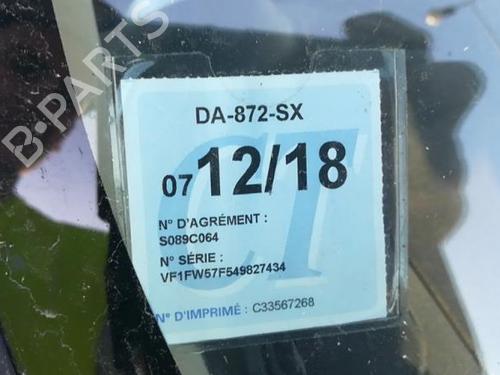 B-PARTS
DA-872-SX
CT
07 12/18
N° D'AGRÉMENT :
S089C064
N° SÉRIE :
VF1FW57F549827434
N° D'IMPRIMÉ : C33567268